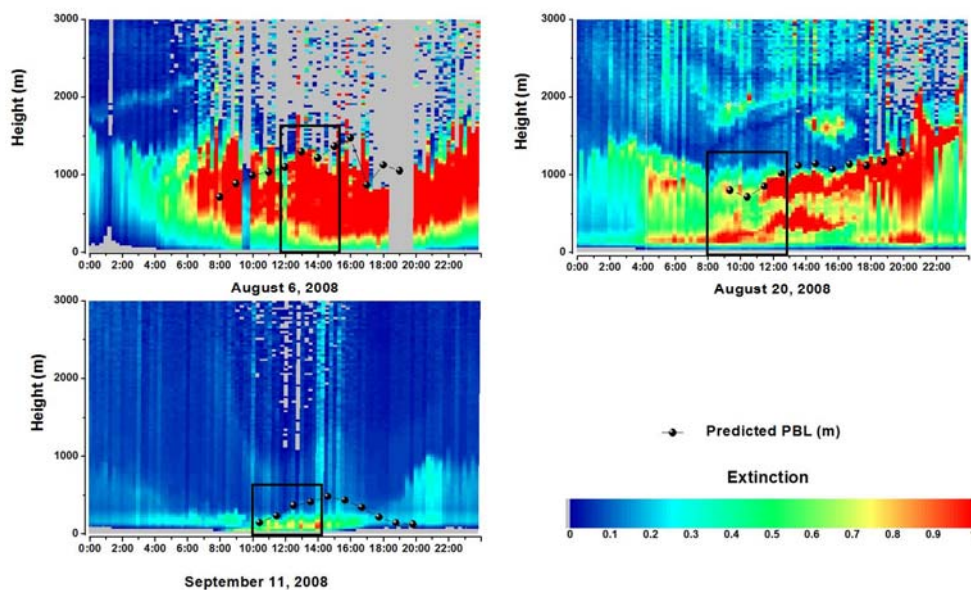 3000
2000
1000
0
Height (m)
0:00 2:00 4:00 6:00 8:00 10:00 12:00 14:00 16:00 18:00 20:00 22:00
August 6, 2008
3000
2000
1000
0
Height (m)
0:00 2:00 4:00 6:00 8:00 10:00 12:00 14:00 16:00 18:00 20:00 22:00
August 20, 2008
3000
2000
1000
0
Height (m)
0:00 2:00 4:00 6:00 8:00 10:00 12:00 14:00 16:00 18:00 20:00 22:00
September 11, 2008
Predicted PBL (m)
Extinction
0 0.1 0.2 0.3 0.4 0.5 0.6 0.7 0.8 0.9